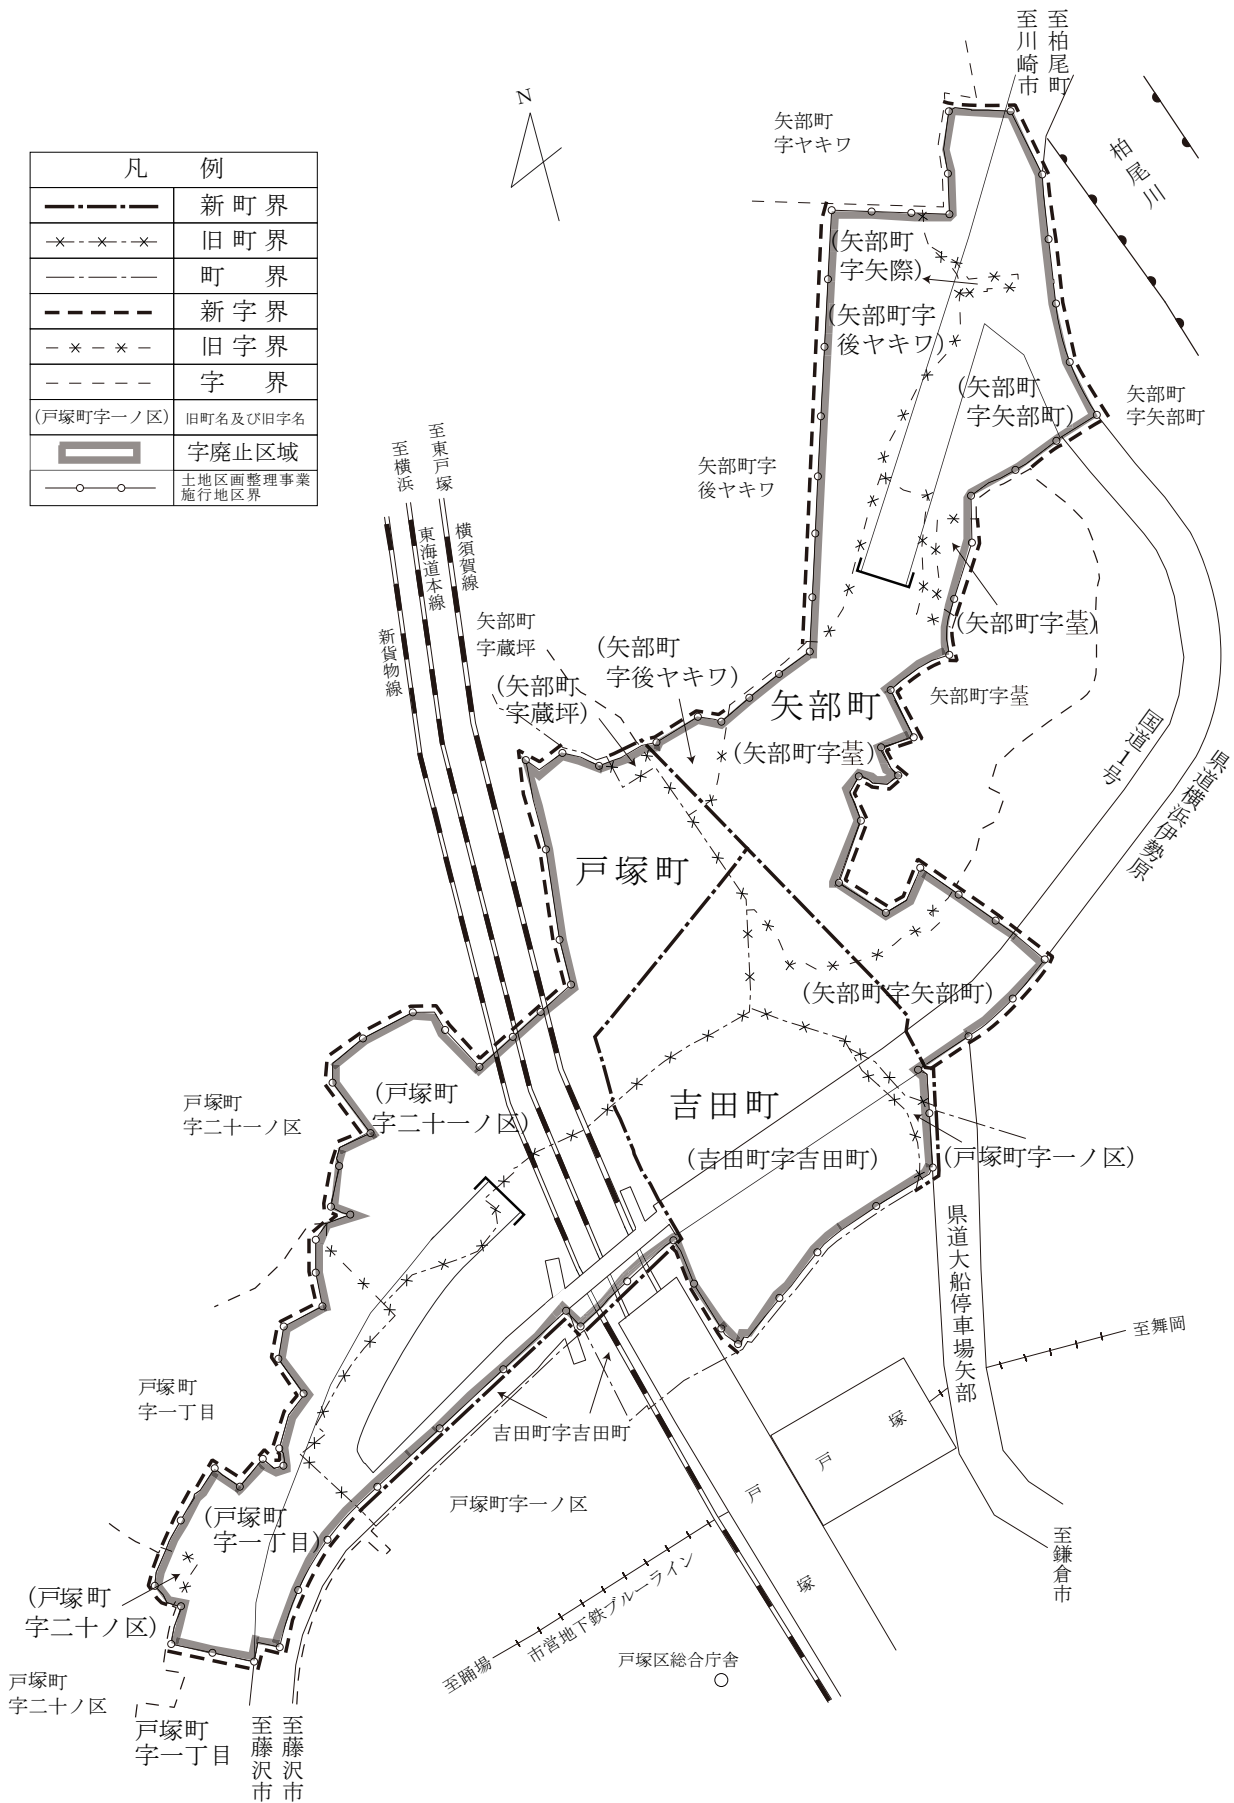 凡例
新町界
旧町界
町界
新字界
旧字界
字界
(戸塚町字一ノ区)
旧町名及び旧字名
字廃止区域
土地区画整理事業
施行地区界
N
至川崎市
至柏尾町
柏尾川
矢部町
字ヤキワ
(矢部町
字矢際)
(矢部町字
後ヤキワ)
(矢部町
字矢部町)
矢部町
字矢部町
矢部町字
後ヤキワ
至横浜
至東戸塚
東海道本線
横須賀線
新貨物線
矢部町
字蔵坪
(矢部町
字蔵坪)
(矢部町
字後ヤキワ)
矢部町
国道1号
県道横浜伊勢原
戸塚町
(矢部町字矢部町)
吉田町
(吉田町字吉田町)
(戸塚町字一ノ区)
戸塚町
字二十一ノ区
(戸塚町
字二十一ノ区)
県道大船停車場矢部
至舞岡
戸塚町
字一丁目
吉田町字吉田町
戸塚
戸塚
戸塚町字一ノ区
(戸塚町
字一丁目)
(戸塚町
字二十ノ区)
至鎌倉市
市営地下鉄ブルーライン
至踊場
戸塚区総合庁舎
戸塚町
字二十ノ区
戸塚町
字一丁目
至藤沢市
至藤沢市